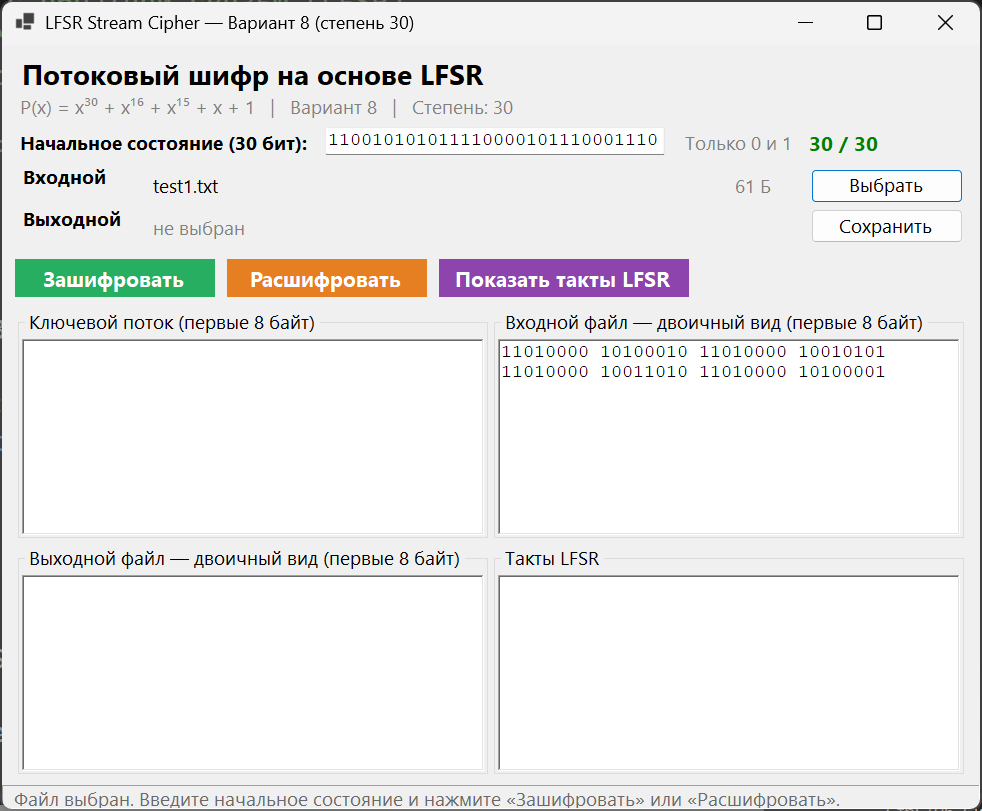 LFSR Stream Cipher — Вариант 8 (степень 30)
Потоковый шифр на основе LFSR
P(x) = x³⁰ + x¹⁶ + x¹⁵ + x + 1 | Вариант 8 | Степень: 30
Начальное состояние (30 бит): 110010101011110000101110001110 Только 0 и 1 30 / 30
Входной test1.txt 61 Б Выбрать
Выходной не выбран Сохранить
Зашифровать Расшифровать Показать такты LFSR
Ключевой поток (первые 8 байт)
Входной файл — двоичный вид (первые 8 байт)
11010000 10100010 11010000 10010101
11010000 10011010 11010000 10100001
Выходной файл — двоичный вид (первые 8 байт)
Такты LFSR
Файл выбран. Введите начальное состояние и нажмите «Зашифровать» или «Расшифровать».